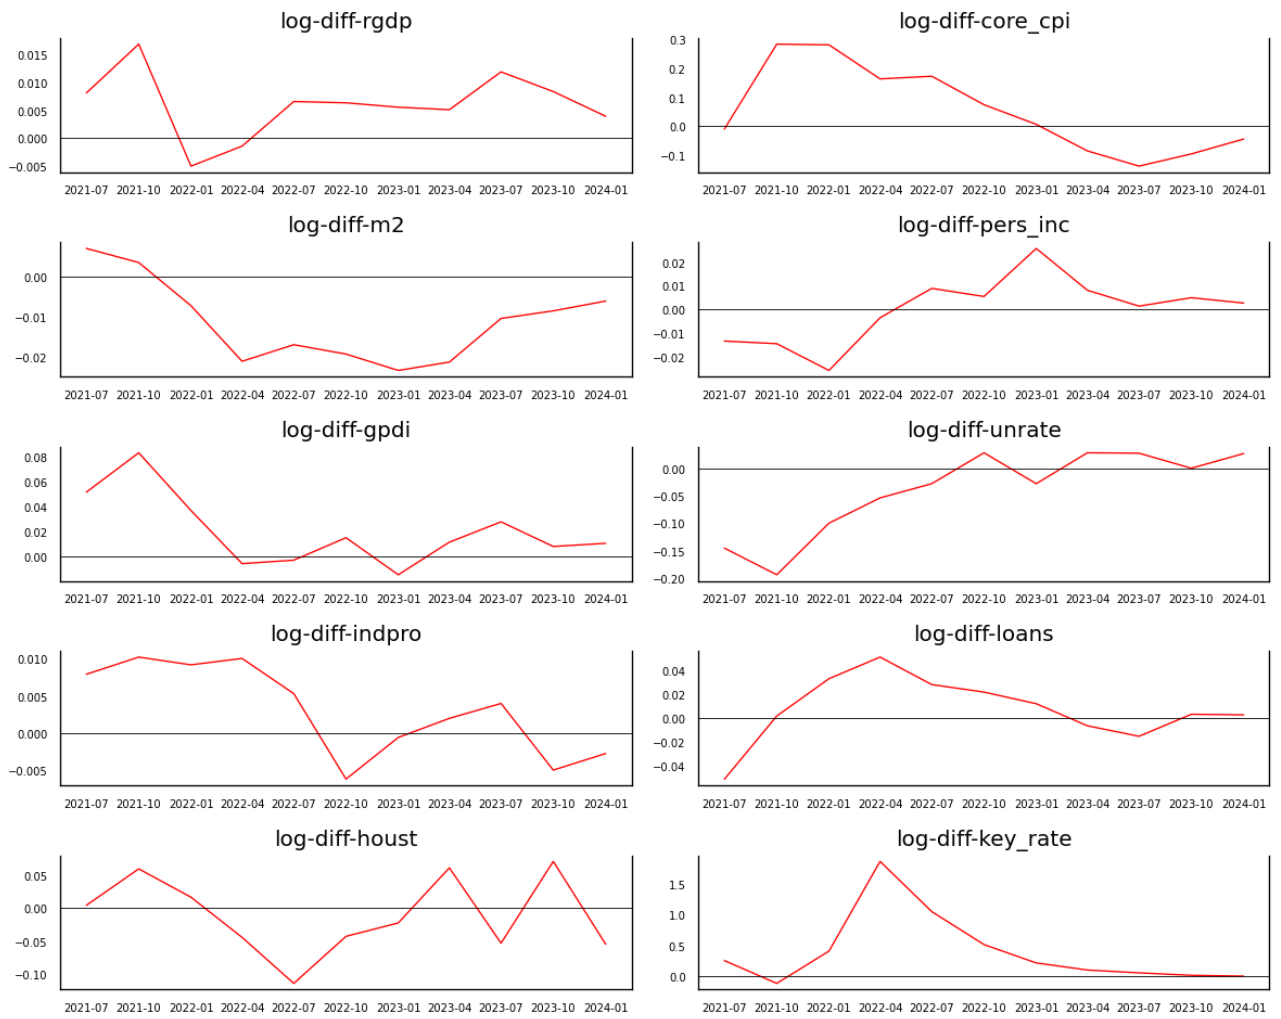 log-diff-rgdp
0.015
0.010
0.005
0.000
−0.005
2021-07 2021-10 2022-01 2022-04 2022-07 2022-10 2023-01 2023-04 2023-07 2023-10 2024-01
log-diff-core_cpi
0.3
0.2
0.1
0.0
−0.1
2021-07 2021-10 2022-01 2022-04 2022-07 2022-10 2023-01 2023-04 2023-07 2023-10 2024-01
log-diff-m2
0.00
−0.01
−0.02
2021-07 2021-10 2022-01 2022-04 2022-07 2022-10 2023-01 2023-04 2023-07 2023-10 2024-01
log-diff-pers_inc
0.02
0.01
0.00
−0.01
−0.02
2021-07 2021-10 2022-01 2022-04 2022-07 2022-10 2023-01 2023-04 2023-07 2023-10 2024-01
log-diff-gpdi
0.08
0.06
0.04
0.02
0.00
2021-07 2021-10 2022-01 2022-04 2022-07 2022-10 2023-01 2023-04 2023-07 2023-10 2024-01
log-diff-unrate
0.00
−0.05
−0.10
−0.15
−0.20
2021-07 2021-10 2022-01 2022-04 2022-07 2022-10 2023-01 2023-04 2023-07 2023-10 2024-01
log-diff-indpro
0.010
0.005
0.000
−0.005
2021-07 2021-10 2022-01 2022-04 2022-07 2022-10 2023-01 2023-04 2023-07 2023-10 2024-01
log-diff-loans
0.04
0.02
0.00
−0.02
−0.04
2021-07 2021-10 2022-01 2022-04 2022-07 2022-10 2023-01 2023-04 2023-07 2023-10 2024-01
log-diff-houst
0.05
0.00
−0.05
−0.10
2021-07 2021-10 2022-01 2022-04 2022-07 2022-10 2023-01 2023-04 2023-07 2023-10 2024-01
log-diff-key_rate
1.5
1.0
0.5
0.0
2021-07 2021-10 2022-01 2022-04 2022-07 2022-10 2023-01 2023-04 2023-07 2023-10 2024-01